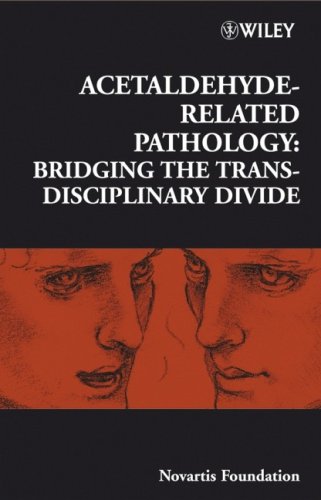 WILEY
ACETALDEHYDE-
RELATED
PATHOLOGY:
BRIDGING THE TRANS-
DISCIPLINARY DIVIDE
Novartis Foundation